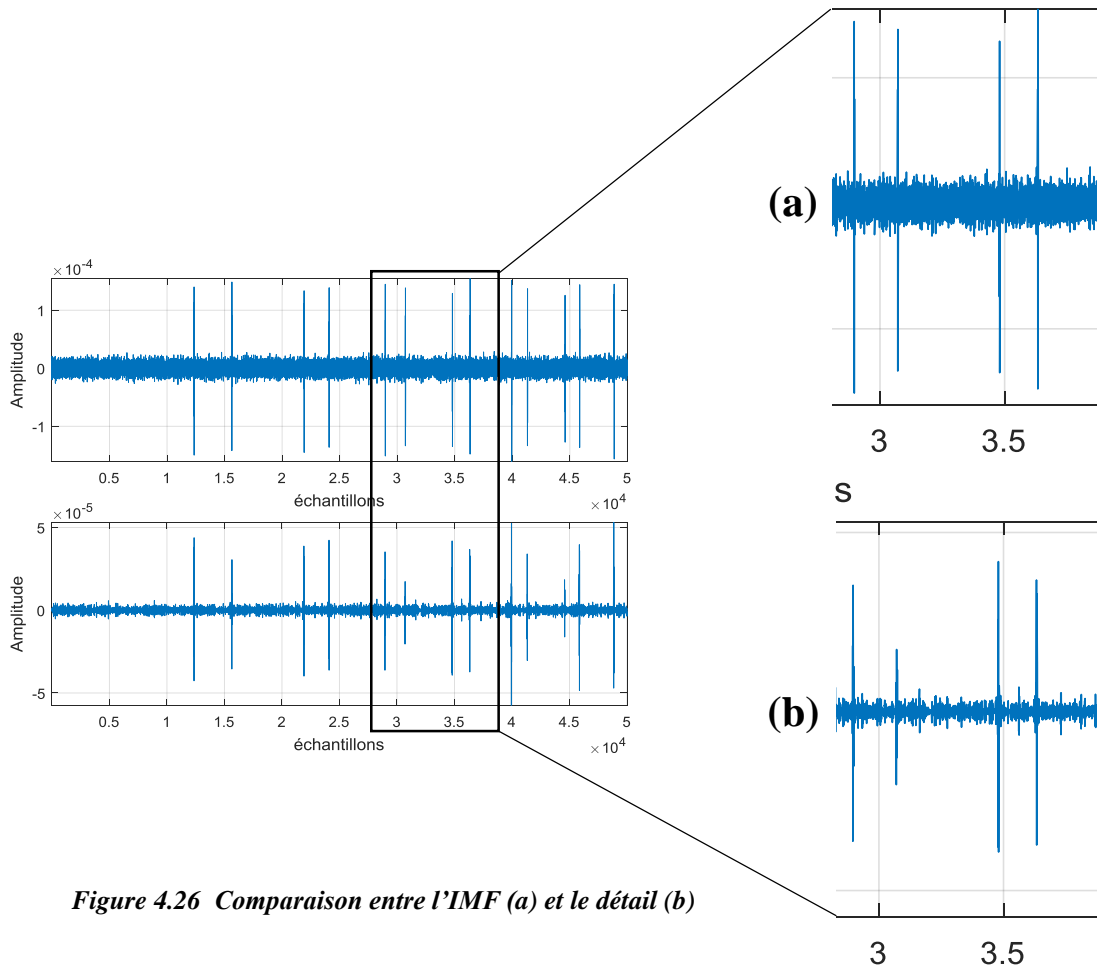 ×10⁻⁴
Amplitude
1
0
-1
0.5 1 1.5 2 2.5 3 3.5 4 4.5 5
échantillons
×10⁴
×10⁻⁵
Amplitude
5
0
-5
0.5 1 1.5 2 2.5 3 3.5 4 4.5 5
échantillons
×10⁴
(a)
3 3.5
s
(b)
3 3.5
Figure 4.26 Comparaison entre l’IMF (a) et le détail (b)